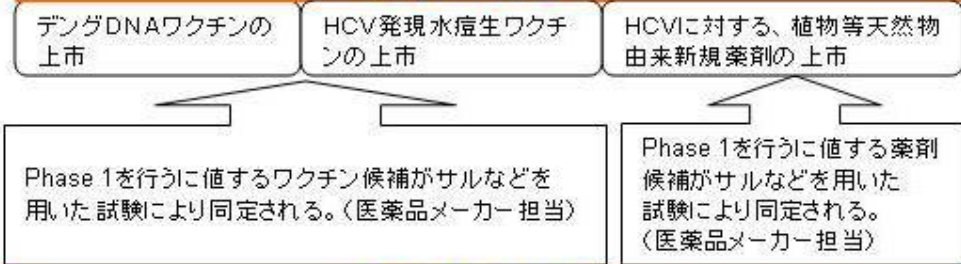 デングDNAワクチンの
上市
HCV発現水痘生ワクチ
ンの上市
HCVに対する、植物等天然物
由来新規薬剤の上市
Phase 1を行うに値するワクチン候補がサルなどを
用いた試験により同定される。（医薬品メーカー担当）
Phase 1を行うに値する薬剤
候補がサルなどを用いた
試験により同定される。
（医薬品メーカー担当）